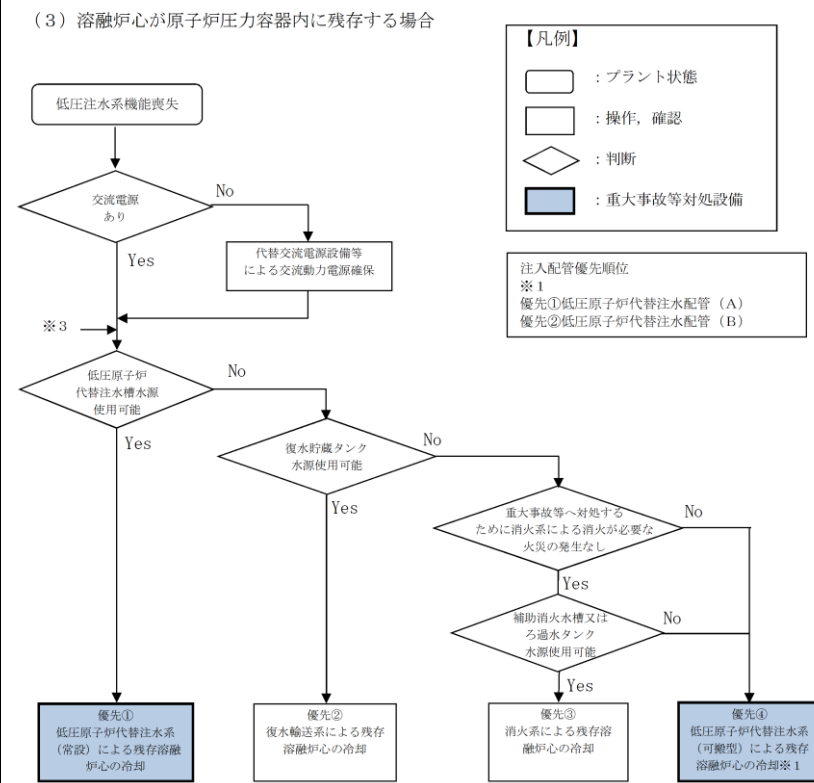 (3)溶融炉心が原子炉圧力容器内に残存する場合
【凡例】
:プラント状態
:操作,確認
:判断
:重大事故等対処設備
注入配管優先順位
※1
優先①低圧原子炉代替注水配管(A)
優先②低圧原子炉代替注水配管(B)
低圧注水系機能喪失
交流電源
あり
No
Yes
代替交流電源設備等
による交流動力電源確保
※3
低圧原子炉
代替注水槽水源
使用可能
No
Yes
復水貯蔵タンク
水源使用可能
No
Yes
重大事故等へ対処する
ために消火系による消火が必要な
火災の発生なし
No
Yes
補助消火水槽又は
ろ過水タンク
水源使用可能
No
Yes
優先①
低圧原子炉代替注水系
(常設)による残存溶融
炉心の冷却
優先②
復水輸送系による残存
溶融炉心の冷却
優先③
消火系による残存溶
融炉心の冷却
優先④
低圧原子炉代替注水系
(可搬型)による残存
溶融炉心の冷却※1